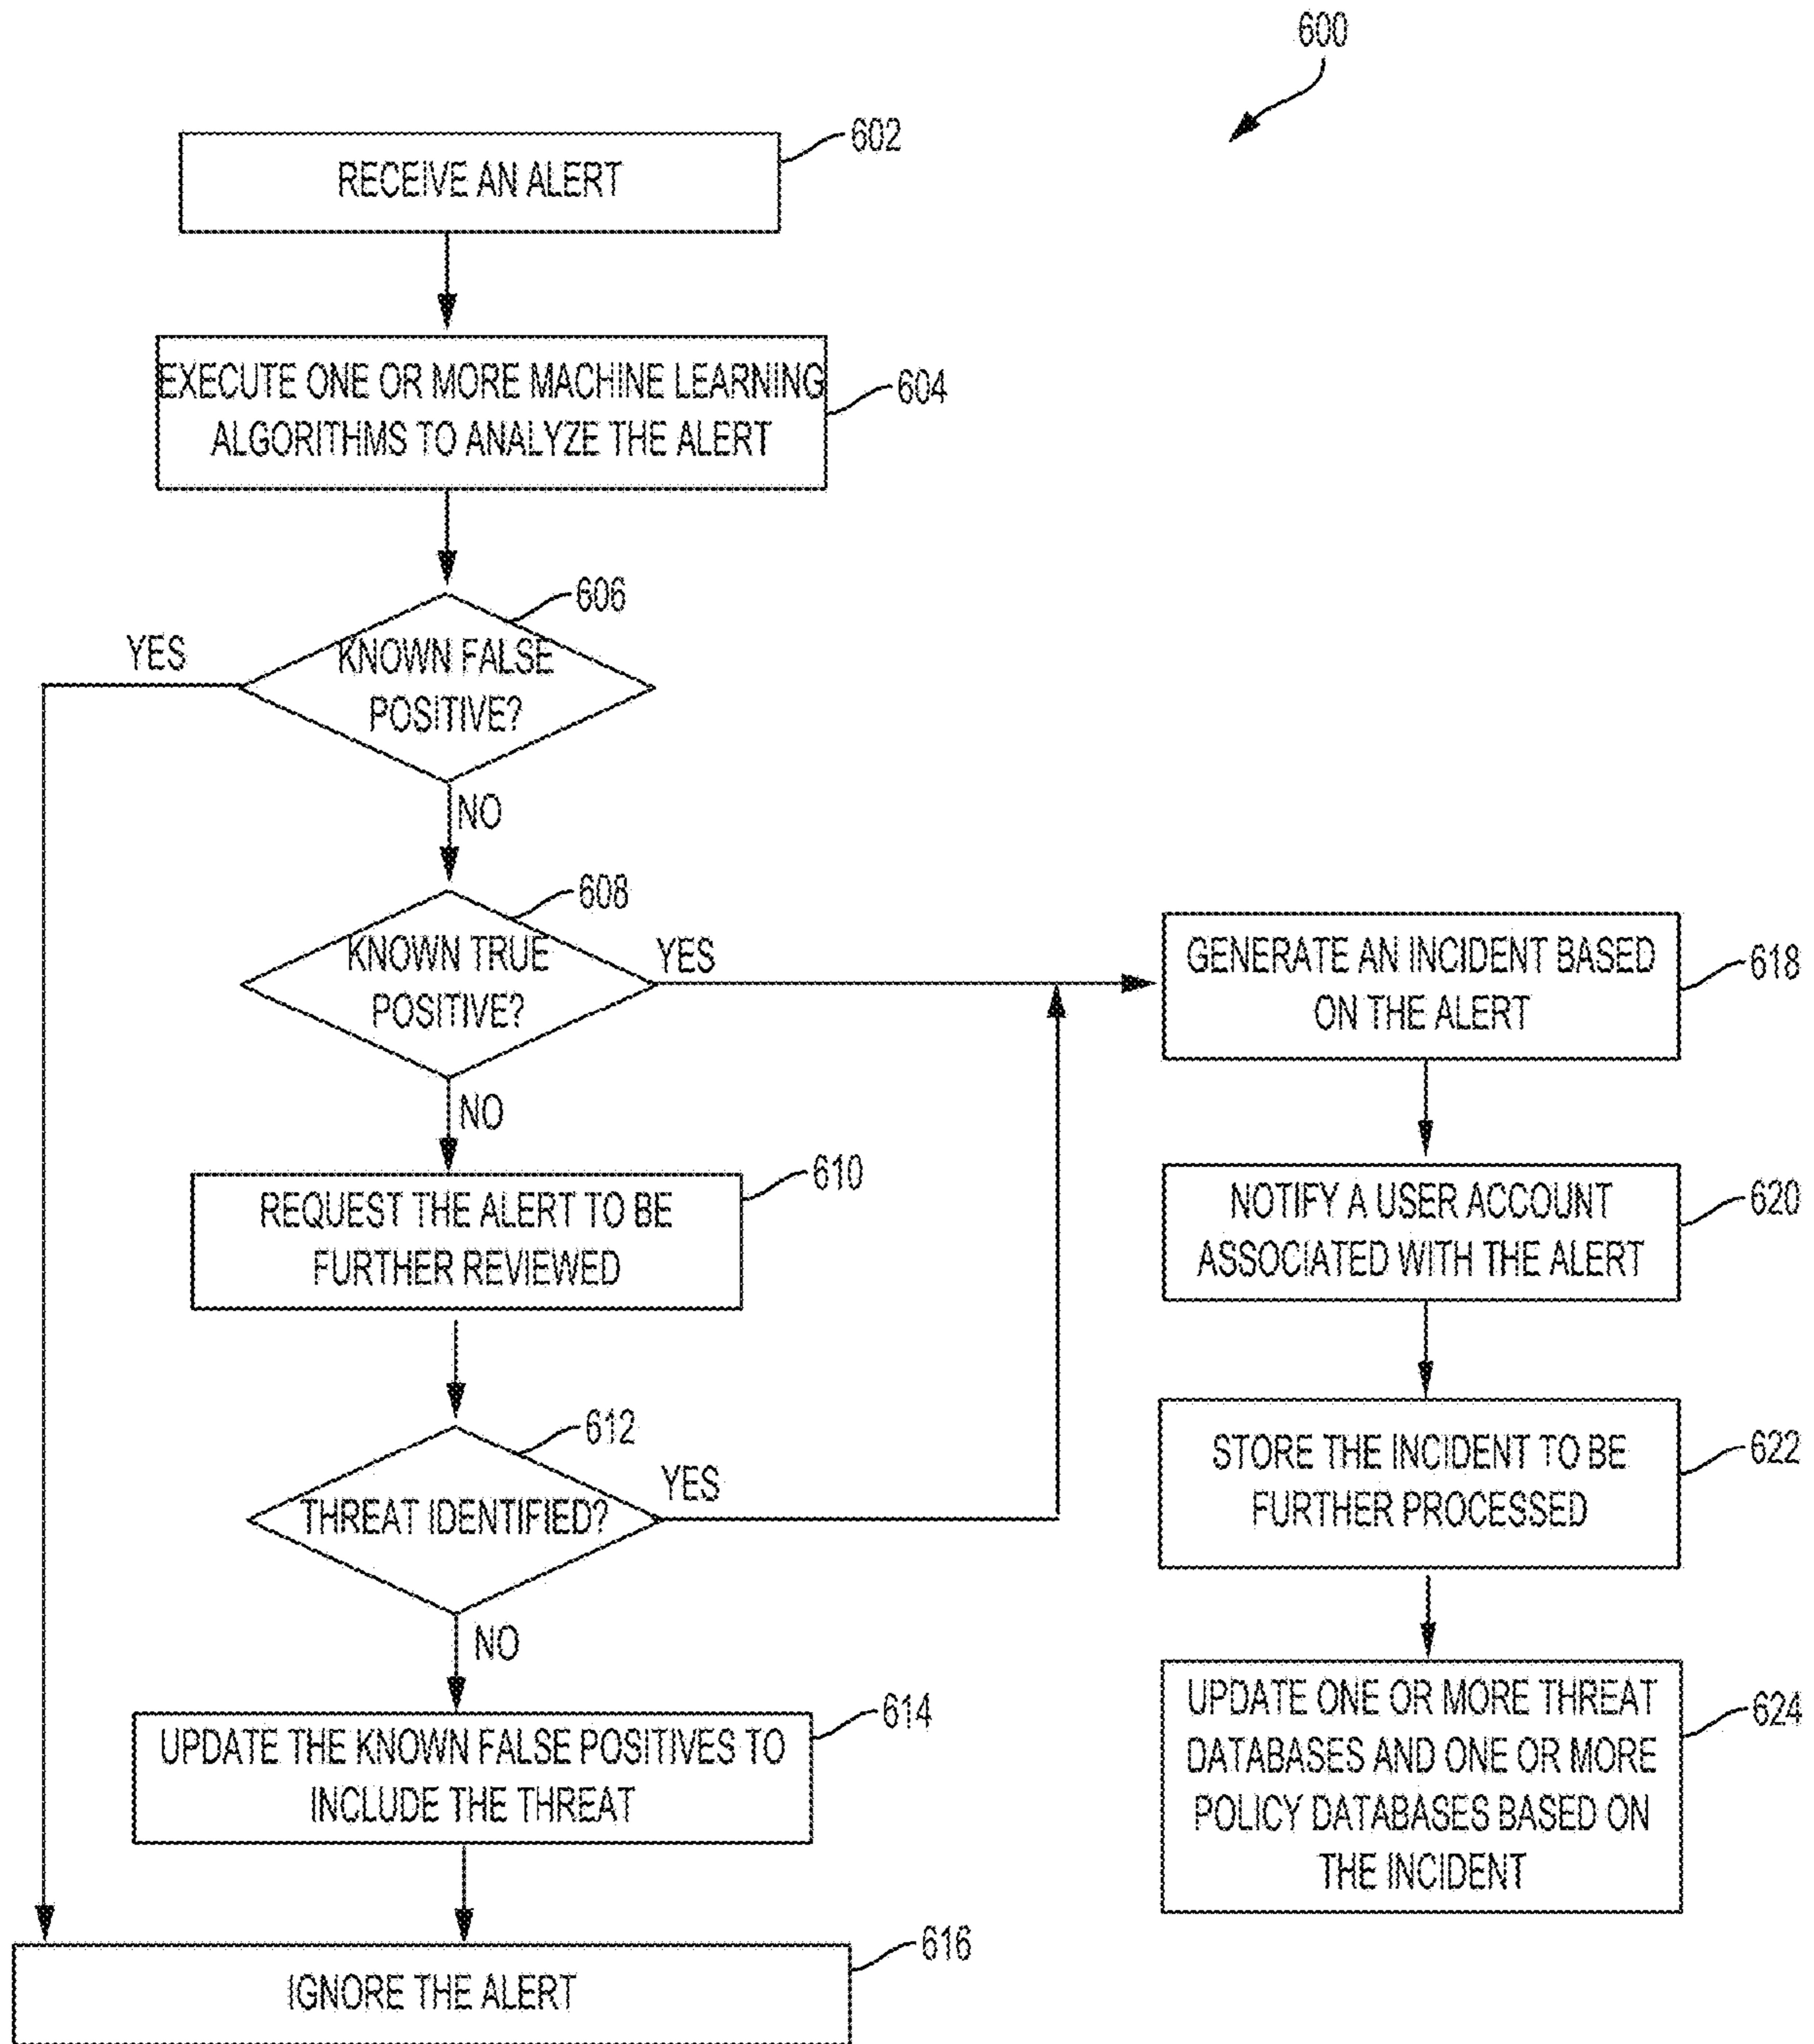 600
602
RECEIVE AN ALERT
EXECUTE ONE OR MORE MACHINE LEARNING
ALGORITHMS TO ANALYZE THE ALERT
604
606
YES
KNOWN FALSE
POSITIVE?
NO
608
KNOWN TRUE
POSITIVE?
YES
NO
610
REQUEST THE ALERT TO BE
FURTHER REVIEWED
612
THREAT IDENTIFIED?
YES
NO
614
UPDATE THE KNOWN FALSE POSITIVES TO
INCLUDE THE THREAT
616
IGNORE THE ALERT
GENERATE AN INCIDENT BASED
ON THE ALERT
618
NOTIFY A USER ACCOUNT
ASSOCIATED WITH THE ALERT
620
STORE THE INCIDENT TO BE
FURTHER PROCESSED
622
UPDATE ONE OR MORE THREAT
DATABASES AND ONE OR MORE
POLICY DATABASES BASED ON
THE INCIDENT
624